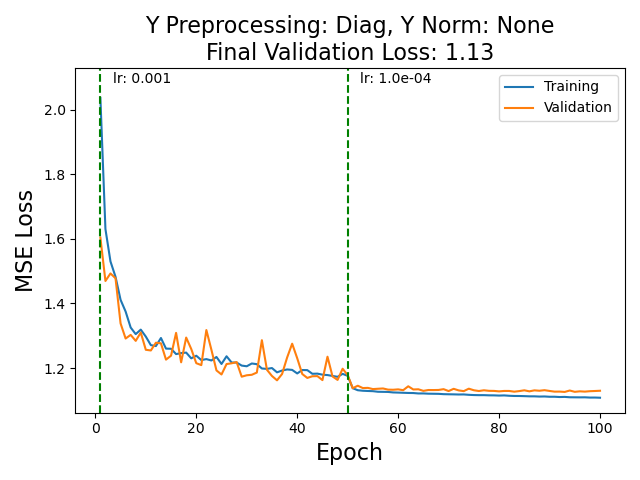 Y Preprocessing: Diag, Y Norm: None
Final Validation Loss: 1.13
lr: 0.001
lr: 1.0e-04
Training
Validation
2.0
1.8
1.6
1.4
1.2
MSE Loss
0
20
40
60
80
100
Epoch